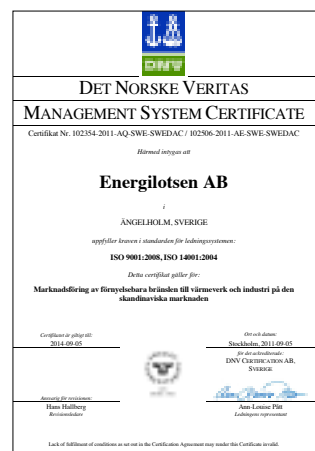 DNV
DET NORSKE VERITAS
MANAGEMENT SYSTEM CERTIFICATE
Certifikat Nr. 102354-2011-AQ-SWE-SWEDAC / 102506-2011-AE-SWE-SWEDAC
Härmed intygas att
Energilotsen AB
i
ÄNGELHOLM, SVERIGE
uppfyller kraven i standarden för ledningssystemen:
ISO 9001:2008, ISO 14001:2004
Detta certifikat gäller för:
Marknadsföring av förnyelsebara bränslen till värmeverk och industri på den
skandinaviska marknaden
Certifikatet är giltigt till:
2014-09-05
Ort och datum:
Stockholm, 2011-09-05
för det ackrediterade:
DNV CERTIFICATION AB,
SVERIGE
Ansvarig för revisionen:
Hans Hallberg
Revisionsledare
Ann-Louise Pått
Ledningens representant
Lack of fulfilment of conditions as set out in the Certification Agreement may render this Certificate invalid.